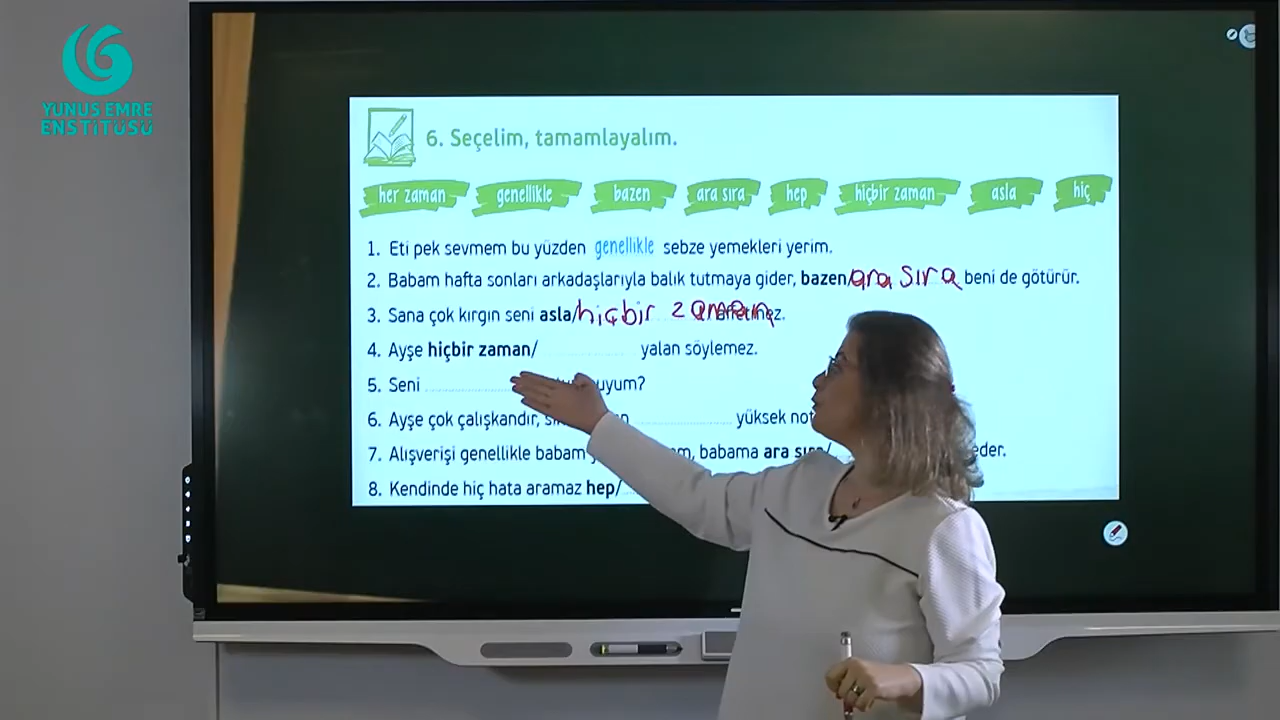 YUNUS EMRE
ENSTİTÜSÜ
6. Seçelim, tamamlayalım.
her zaman genellikle bazen ara sıra hep hiçbir zaman asla hiç
1. Eti pek sevmem bu yüzden genellikle sebze yemekleri yerim.
2. Babam hafta sonları arkadaşlarıyla balık tutmaya gider, bazen/ara sıra beni de götürür.
3. Sana çok kırgın seni asla/hiçbir zaman affetmez.
4. Ayşe hiçbir zaman/ yalan söylemez.
5. Seni
6. Ayşe çok çalışkandır, yüksek
7. Alışverişi genellikle babam babama ara sıra/
8. Kendinde hiç hata aramaz hep/